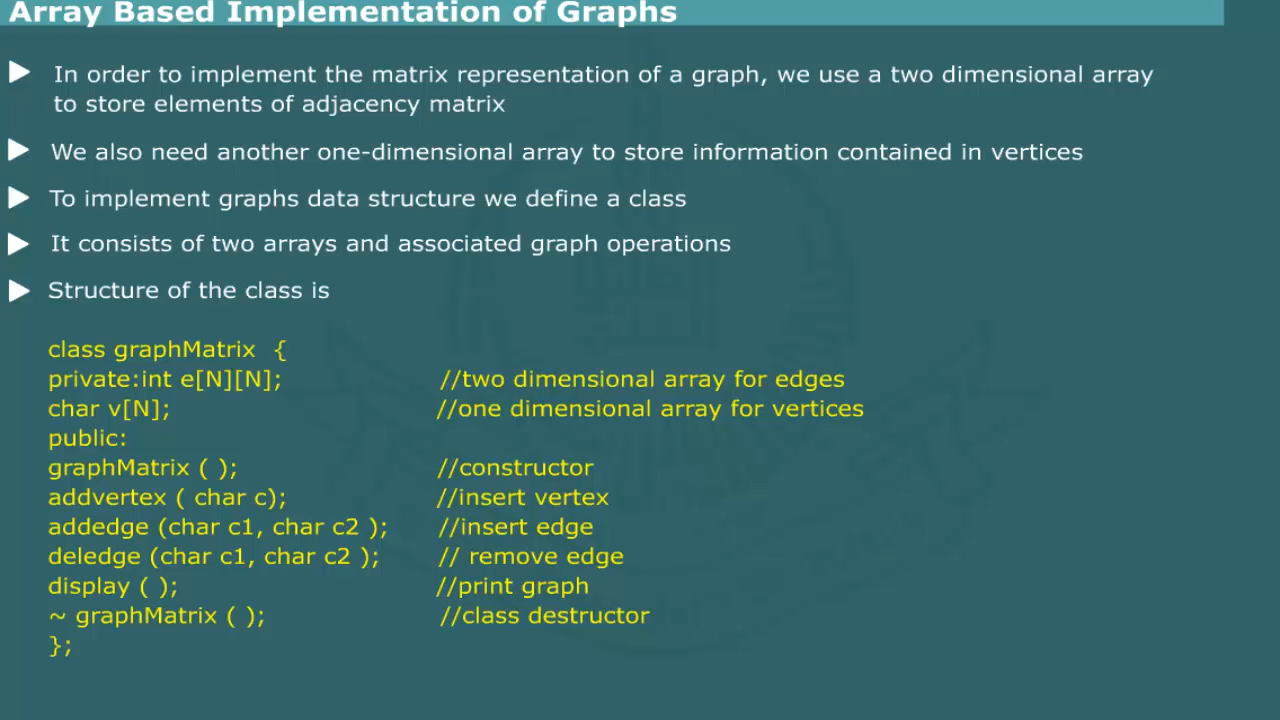 Array Based Implementation of Graphs
In order to implement the matrix representation of a graph, we use a two dimensional array
to store elements of adjacency matrix
We also need another one-dimensional array to store information contained in vertices
To implement graphs data structure we define a class
It consists of two arrays and associated graph operations
Structure of the class is
class graphMatrix {
private:int e[N][N]; //two dimensional array for edges
char v[N]; //one dimensional array for vertices
public:
graphMatrix ( ); //constructor
addvertex ( char c); //insert vertex
addedge (char c1, char c2 ); //insert edge
deledge (char c1, char c2 ); // remove edge
display ( ); //print graph
~ graphMatrix ( ); //class destructor
};